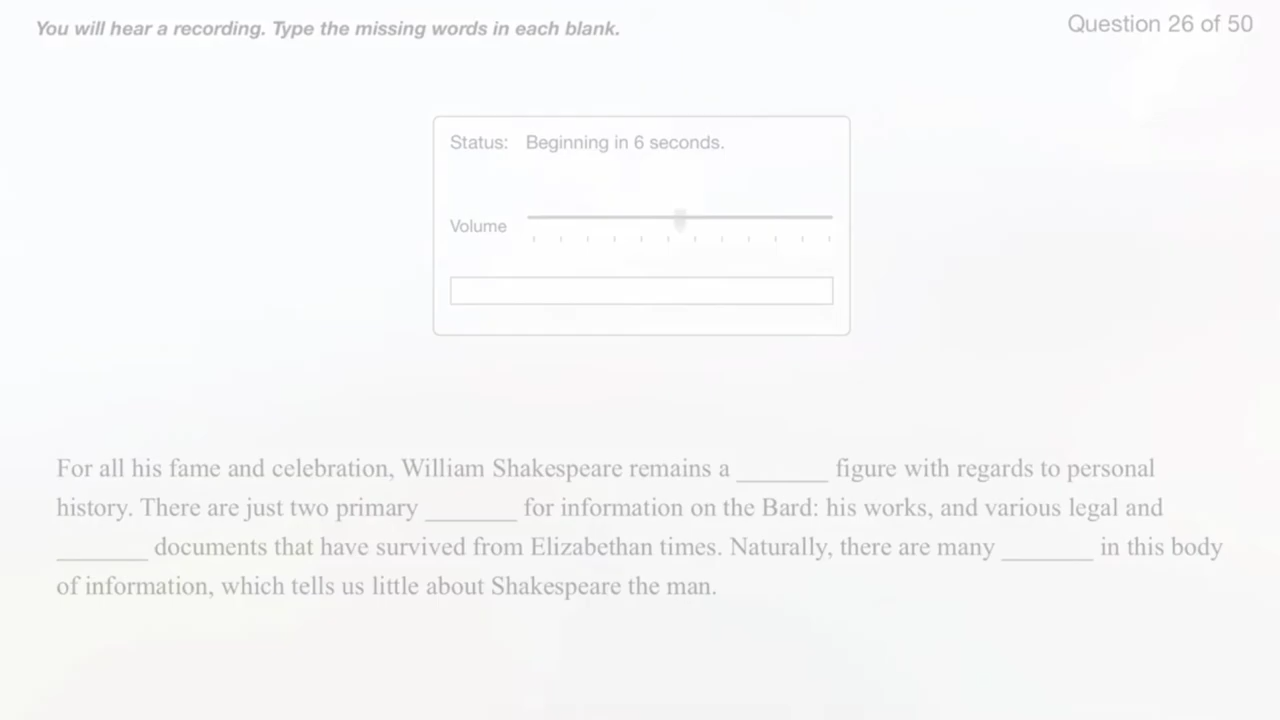 You will hear a recording. Type the missing words in each blank.
Question 26 of 50
Status: Beginning in 6 seconds.
Volume
For all his fame and celebration, William Shakespeare remains a _______ figure with regards to personal
history. There are just two primary _______ for information on the Bard: his works, and various legal and
_______ documents that have survived from Elizabethan times. Naturally, there are many _______ in this body
of information, which tells us little about Shakespeare the man.